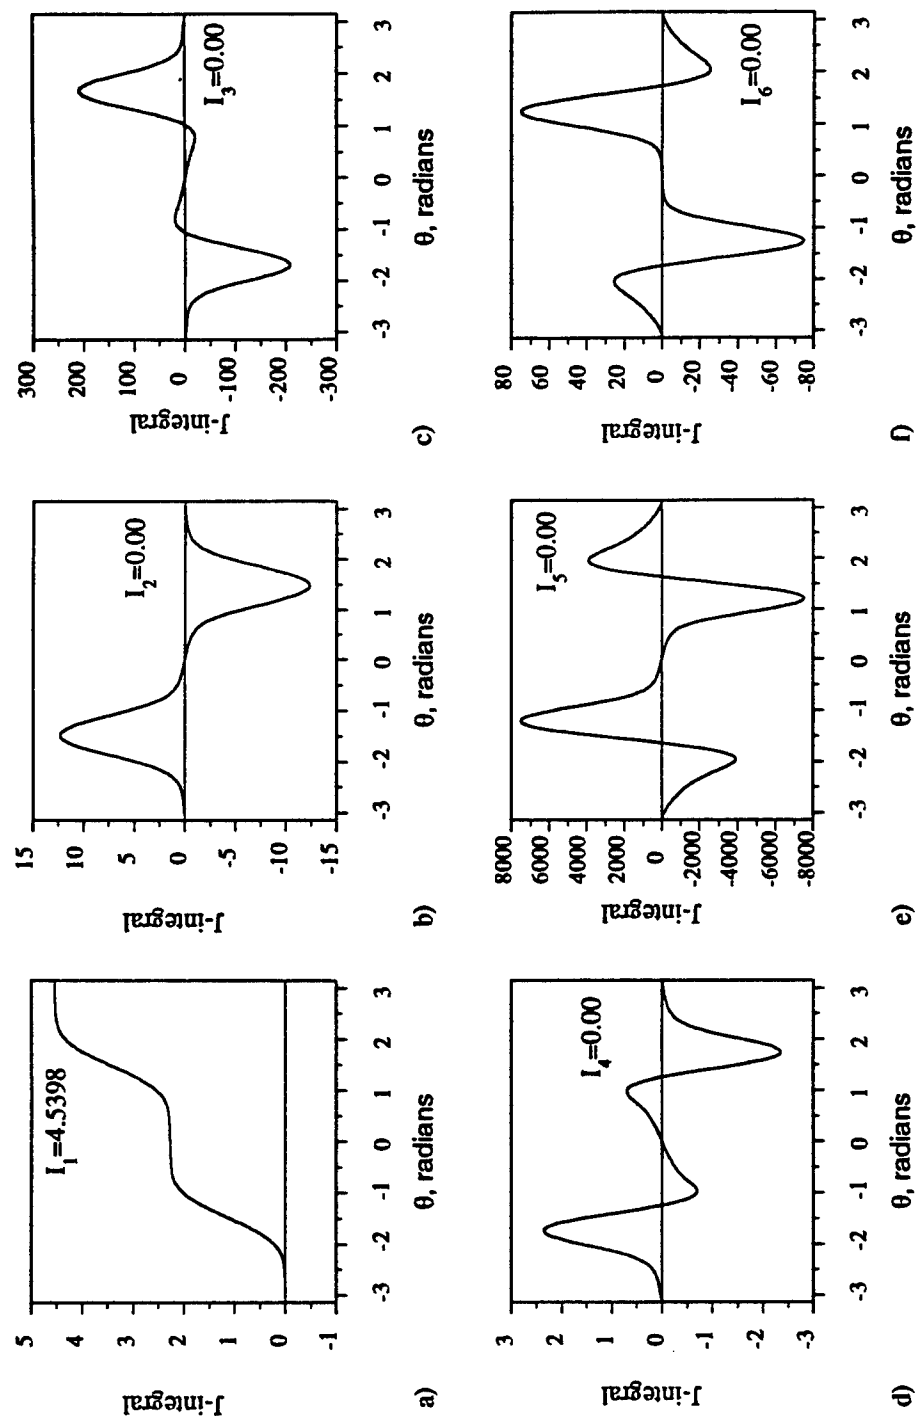 5
4
3
2
1
0
-1
J-integral
I1=4.5398
-3 -2 -1 0 1 2 3
θ, radians
a)
15
10
5
0
-5
-10
-15
J-integral
I2=0.00
-3 -2 -1 0 1 2 3
θ, radians
b)
300
200
100
0
-100
-200
-300
J-integral
I3=0.00
-3 -2 -1 0 1 2 3
θ, radians
c)
3
2
1
0
-1
-2
-3
J-integral
I4=0.00
-3 -2 -1 0 1 2 3
θ, radians
d)
8000
6000
4000
2000
0
-2000
-4000
-6000
-8000
J-integral
I5=0.00
-3 -2 -1 0 1 2 3
θ, radians
e)
80
60
40
20
0
-20
-40
-60
-80
J-integral
I6=0.00
-3 -2 -1 0 1 2 3
θ, radians
f)